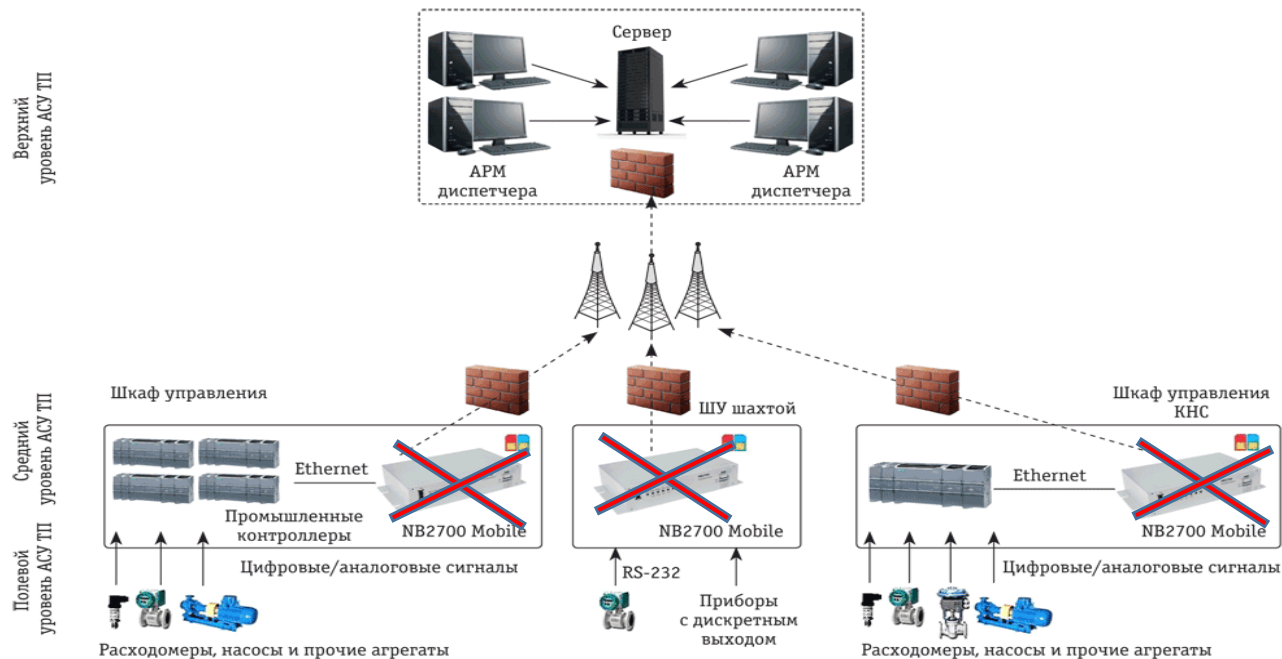 Верхний
уровень АСУ ТП
Сервер
АРМ
диспетчера
АРМ
диспетчера
Средний
уровень АСУ ТП
Шкаф управления
Ethernet
Промышленные
контроллеры
NB2700 Mobile
ШУ шахтой
NB2700 Mobile
Шкаф управления
КНС
Ethernet
NB2700 Mobile
Полевой
уровень АСУ ТП
Цифровые/аналоговые сигналы
Расходомеры, насосы и прочие агрегаты
RS-232
Приборы
с дискретным
выходом
Цифровые/аналоговые сигналы
Расходомеры, насосы и прочие агрегаты